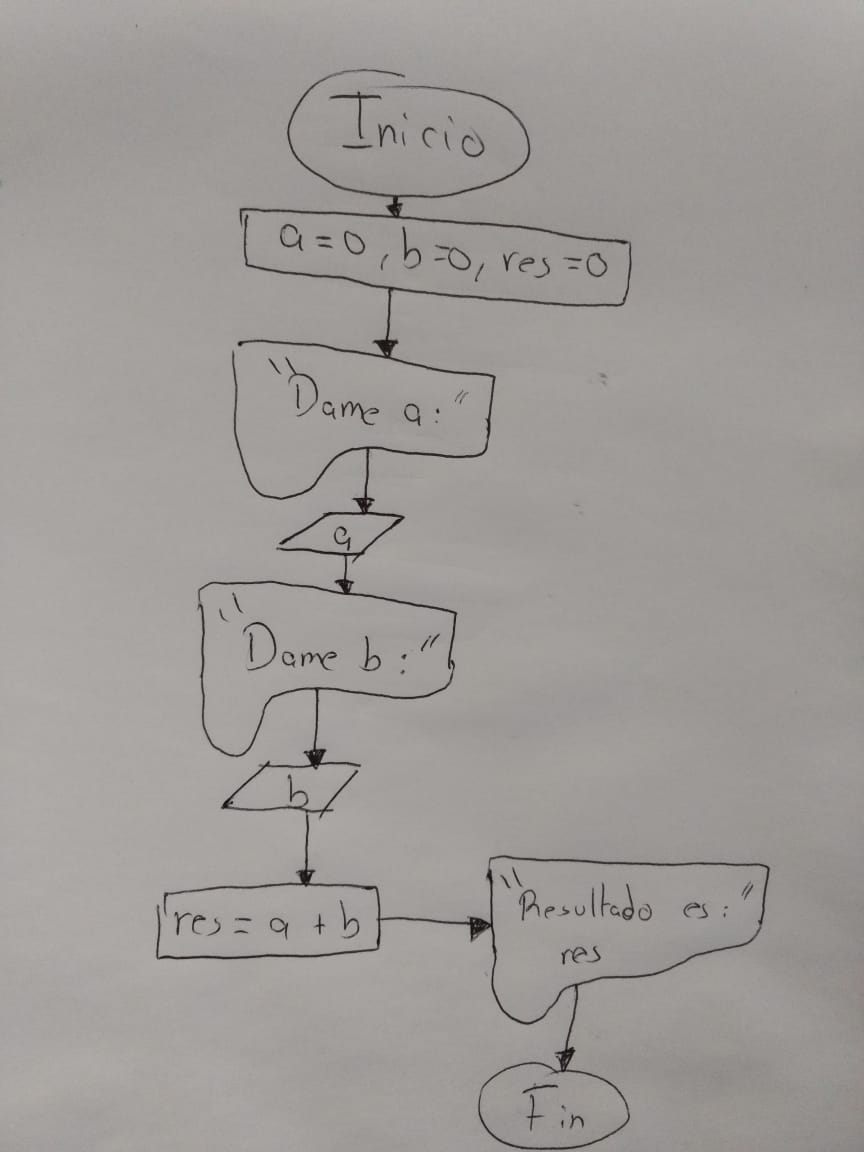 Inicio
a=0, b=0, res=0
"Dame a:"
a
"Dame b:"
b
res = a + b
"Resultado es:"
res
Fin